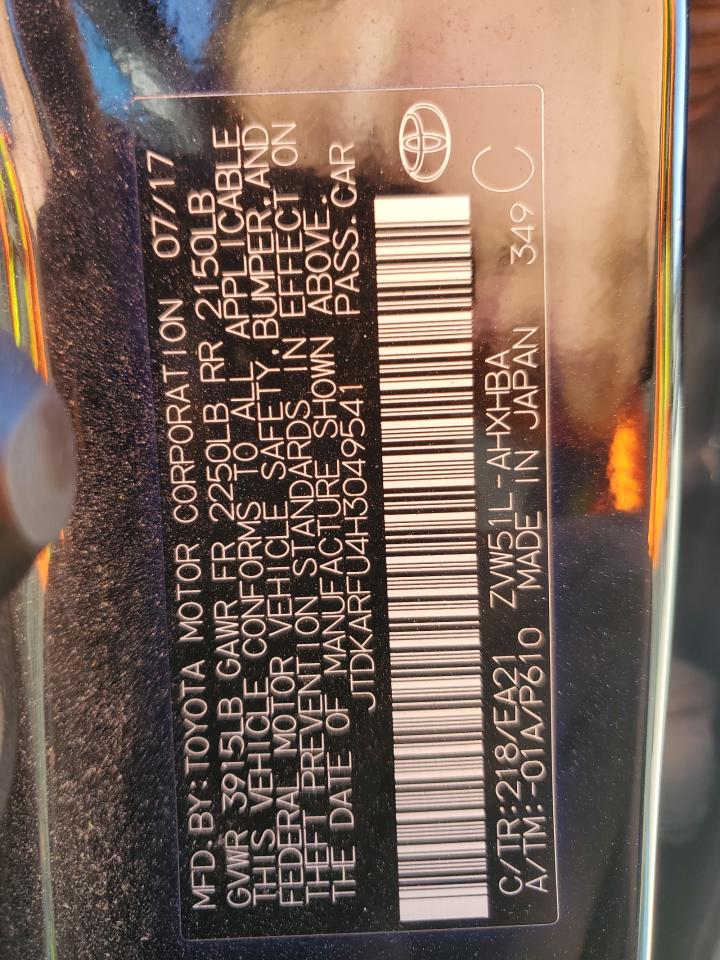 MFD. BY: TOYOTA MOTOR CORPORATION 07/17
GVWR 3915LB GAWR FR 2250LB RR 2150LB
THIS VEHICLE CONFORMS TO ALL APPLICABLE
FEDERAL MOTOR VEHICLE SAFETY, BUMPER, AND
THEFT PREVENTION STANDARDS IN EFFECT ON
THE DATE OF MANUFACTURE SHOWN ABOVE.
JTDKARFU4H3049541 PASS. CAR
C/TR: 218/EA21 ZVW51L-AHXHBA
A/TM: -01A/P610 MADE IN JAPAN 349 C